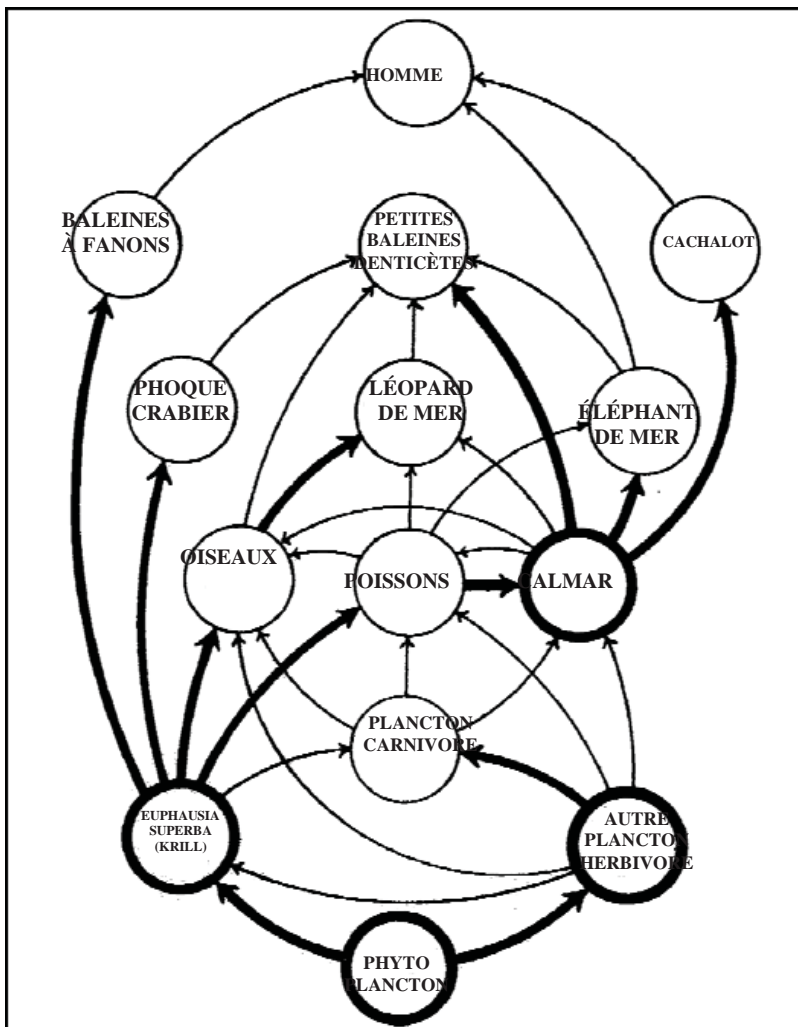 HOMME
BALEINES
À FANONS
PETITES
BALEINES
DENTICÈTES
CACHALOT
PHOQUE
CRABIER
LÉOPARD
DE MER
ÉLÉPHANT
DE MER
OISEAUX
POISSONS
CALMAR
PLANCTON
CARNIVORE
EUPHAUSIA
SUPERBA
(KRILL)
AUTRE
PLANCTON
HERBIVORE
PHYTO
PLANCTON